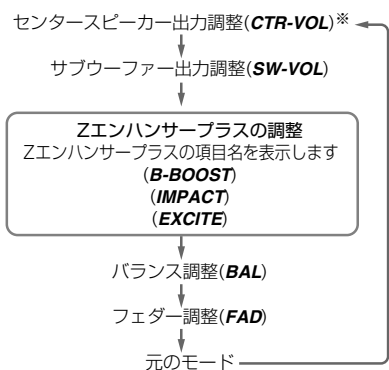 センタースピーカー出力調整(CTR-VOL)※
サブウーファー出力調整(SW-VOL)
Zエンハンサープラスの調整
Zエンハンサープラスの項目名を表示します
(B-BOOST)
(IMPACT)
(EXCITE)
バランス調整(BAL)
フェダー調整(FAD)
元のモード